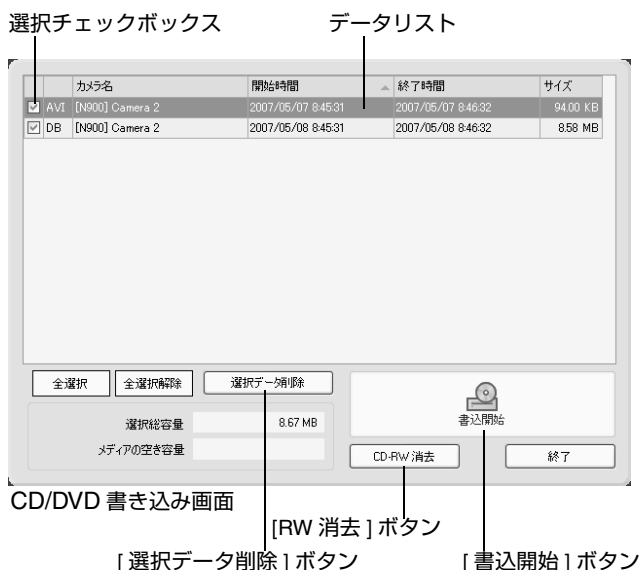 選択チェックボックス データリスト
カメラ名 開始時間 終了時間 サイズ
AVI [N900] Camera 2 2007/05/07 8:45:31 2007/05/07 8:46:32 94.00 KB
DB [N900] Camera 2 2007/05/08 8:45:31 2007/05/08 8:46:32 8.58 MB
全選択 全選択解除 選択データ削除
書込開始
選択総容量 8.67 MB
メディアの空き容量
CD-RW 消去 終了
CD/DVD 書き込み画面
[RW 消去 ] ボタン
[ 選択データ削除 ] ボタン [ 書込開始 ] ボタン